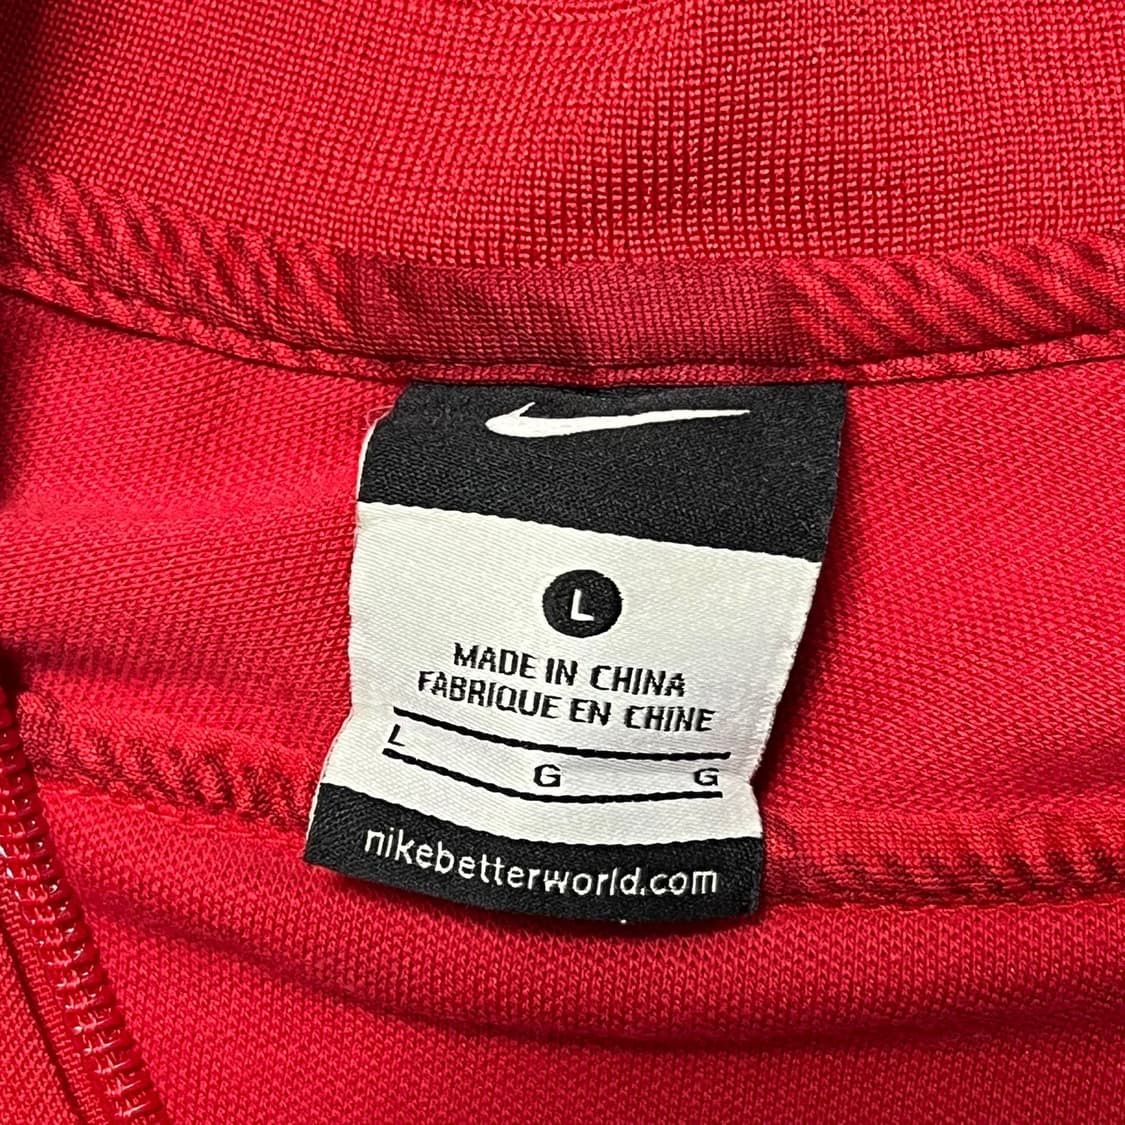 L
MADE IN CHINA
FABRIQUE EN CHINE
L G G
nikebetterworld.com